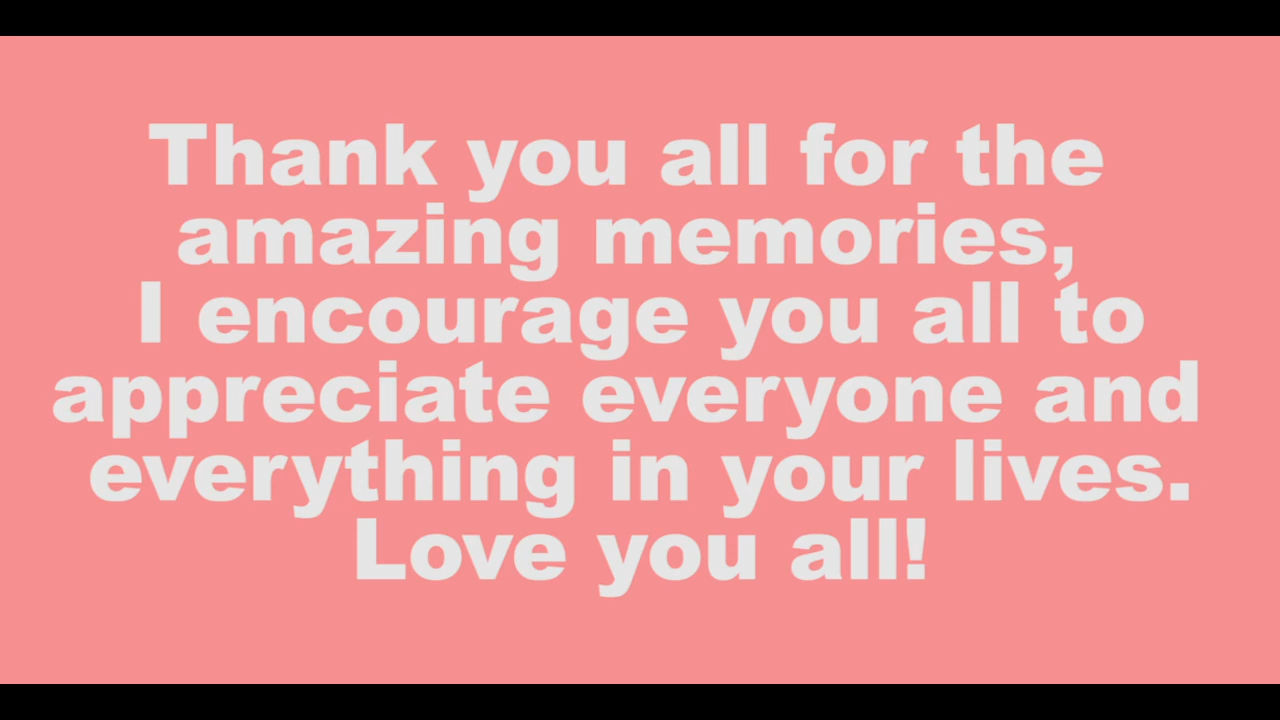 Thank you all for the
amazing memories,
I encourage you all to
appreciate everyone and
everything in your lives.
Love you all!